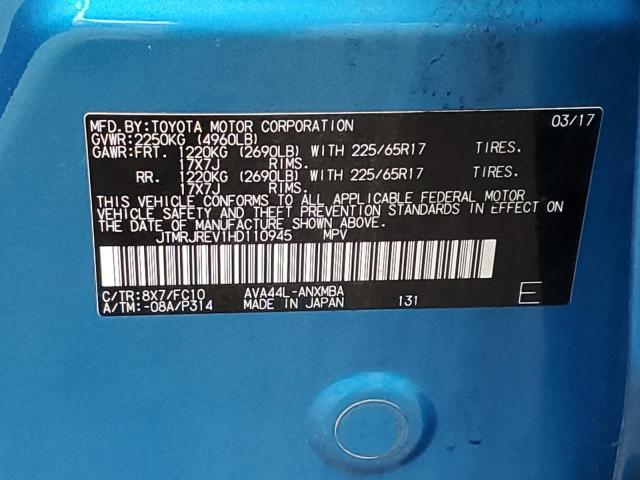 MFD.BY:TOYOTA MOTOR CORPORATION 03/17
GVWR:2250KG (4960LB)
GAWR:FRT. 1220KG (2690LB) WITH 225/65R17 TIRES.
17X7J RIMS.
RR. 1220KG (2690LB) WITH 225/65R17 TIRES.
17X7J RIMS.
THIS VEHICLE CONFORMS TO ALL APPLICABLE FEDERAL MOTOR
VEHICLE SAFETY AND THEFT PREVENTION STANDARDS IN EFFECT ON
THE DATE OF MANUFACTURE SHOWN ABOVE.
JTMRJREV1HD110945 MPV
C/TR:8X7/FC10 AVA44L-ANXMBA
A/TM:-08A/P314 MADE IN JAPAN 131 E